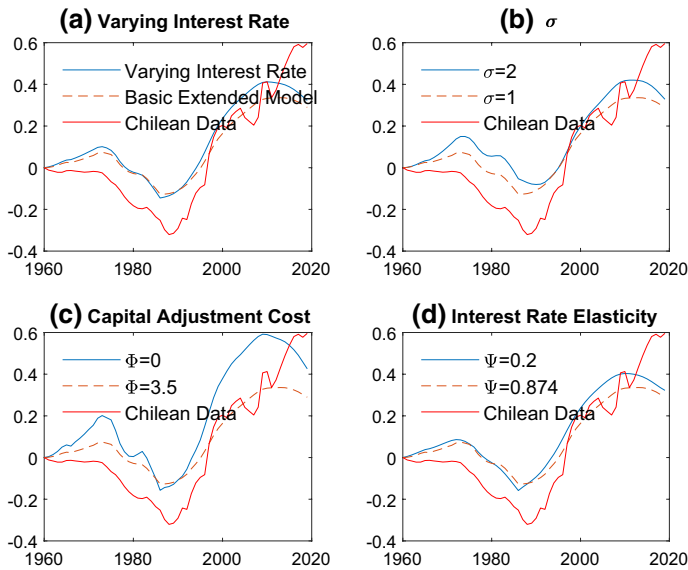 (a) Varying Interest Rate
0.6
0.4
0.2
0
-0.2
-0.4
Varying Interest Rate
Basic Extended Model
Chilean Data
1960 1980 2000 2020
(b) σ
0.6
0.4
0.2
0
-0.2
-0.4
σ=2
σ=1
Chilean Data
1960 1980 2000 2020
(c) Capital Adjustment Cost
0.6
0.4
0.2
0
-0.2
-0.4
Φ=0
Φ=3.5
Chilean Data
1960 1980 2000 2020
(d) Interest Rate Elasticity
0.6
0.4
0.2
0
-0.2
-0.4
Ψ=0.2
Ψ=0.874
Chilean Data
1960 1980 2000 2020